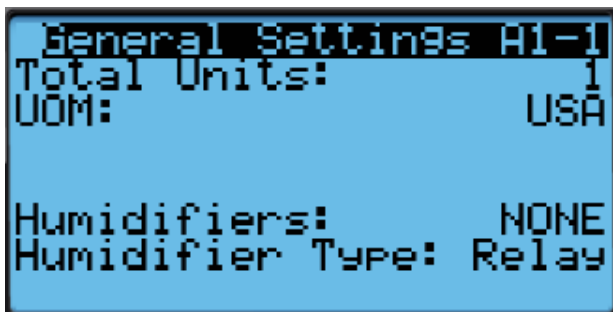 General Settings A1-1
Total Units: 1
UOM: USA
Humidifiers: NONE
Humidifier Type: Relay